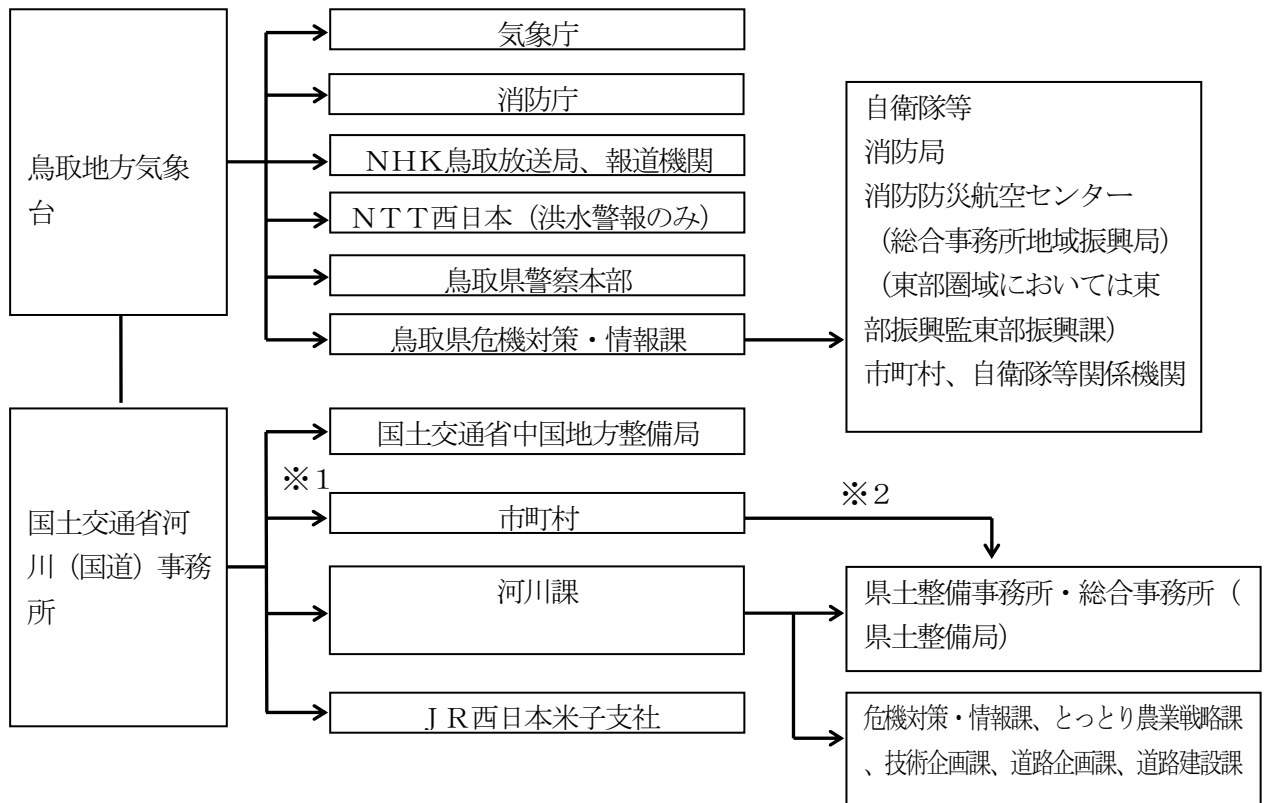 鳥取地方気象
台
気象庁
消防庁
ＮＨＫ鳥取放送局、報道機関
ＮＴＴ西日本（洪水警報のみ）
鳥取県警察本部
鳥取県危機対策・情報課
自衛隊等
消防局
消防防災航空センター
（総合事務所地域振興局）
（東部圏域においては東
部振興監東部振興課）
市町村、自衛隊等関係機関
国土交通省河
川（国道）事務
所
国土交通省中国地方整備局
※１
市町村
※２
河川課
ＪＲ西日本米子支社
県土整備事務所・総合事務所（
県土整備局）
危機対策・情報課、とっとり農業戦略課
、技術企画課、道路企画課、道路建設課